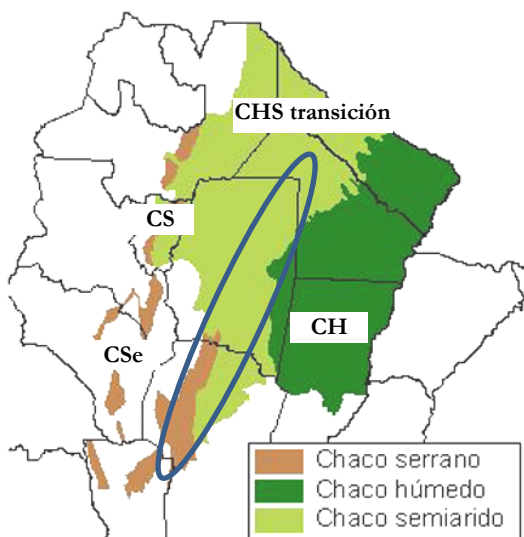 CHS transición
CS
CH
CSe
Chaco serrano
Chaco húmedo
Chaco semiarido